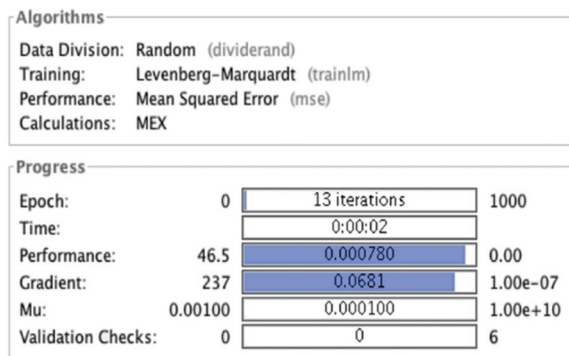 Algorithms
Data Division: Random (dividerand)
Training: Levenberg-Marquardt (trainlm)
Performance: Mean Squared Error (mse)
Calculations: MEX
Progress
Epoch: 0 13 iterations 1000
Time: 0:00:02
Performance: 46.5 0.000780 0.00
Gradient: 237 0.0681 1.00e-07
Mu: 0.00100 0.000100 1.00e+10
Validation Checks: 0 0 6